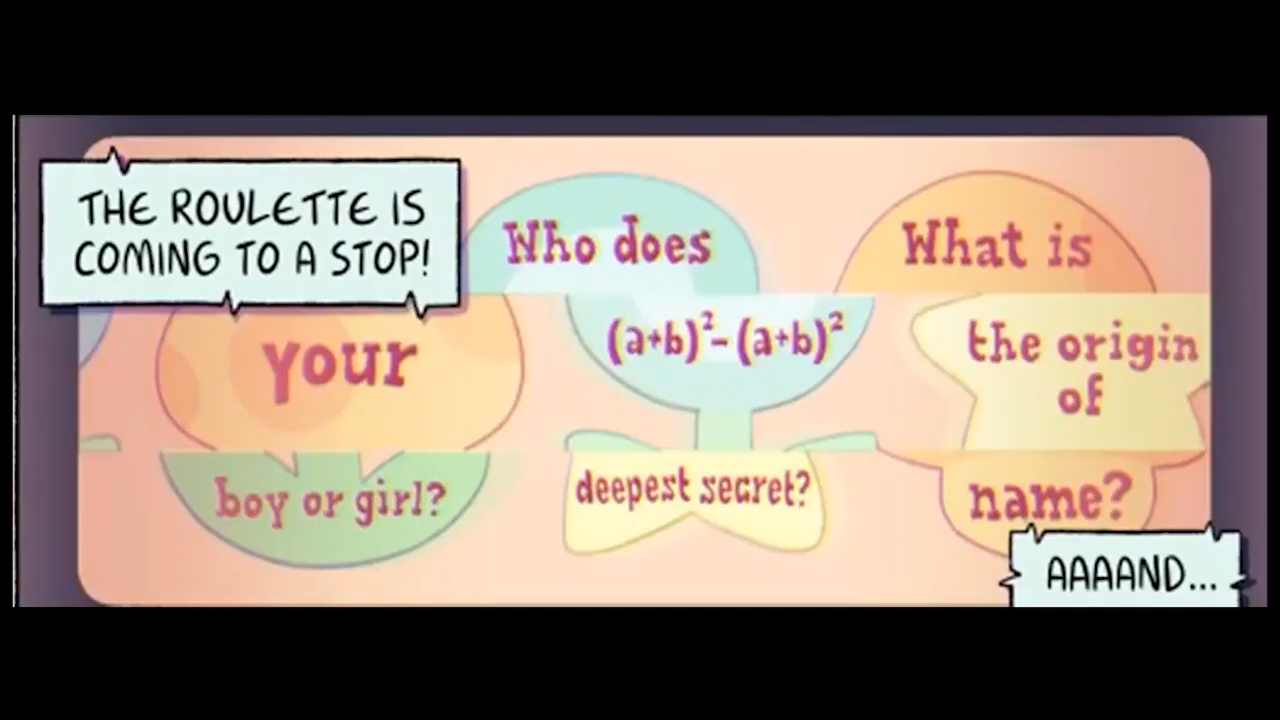 THE ROULETTE IS
COMING TO A STOP!
Who does
What is
your
(a+b)²-(a+b)²
the origin
of
boy or girl?
deepest secret?
name?
AAAAND...